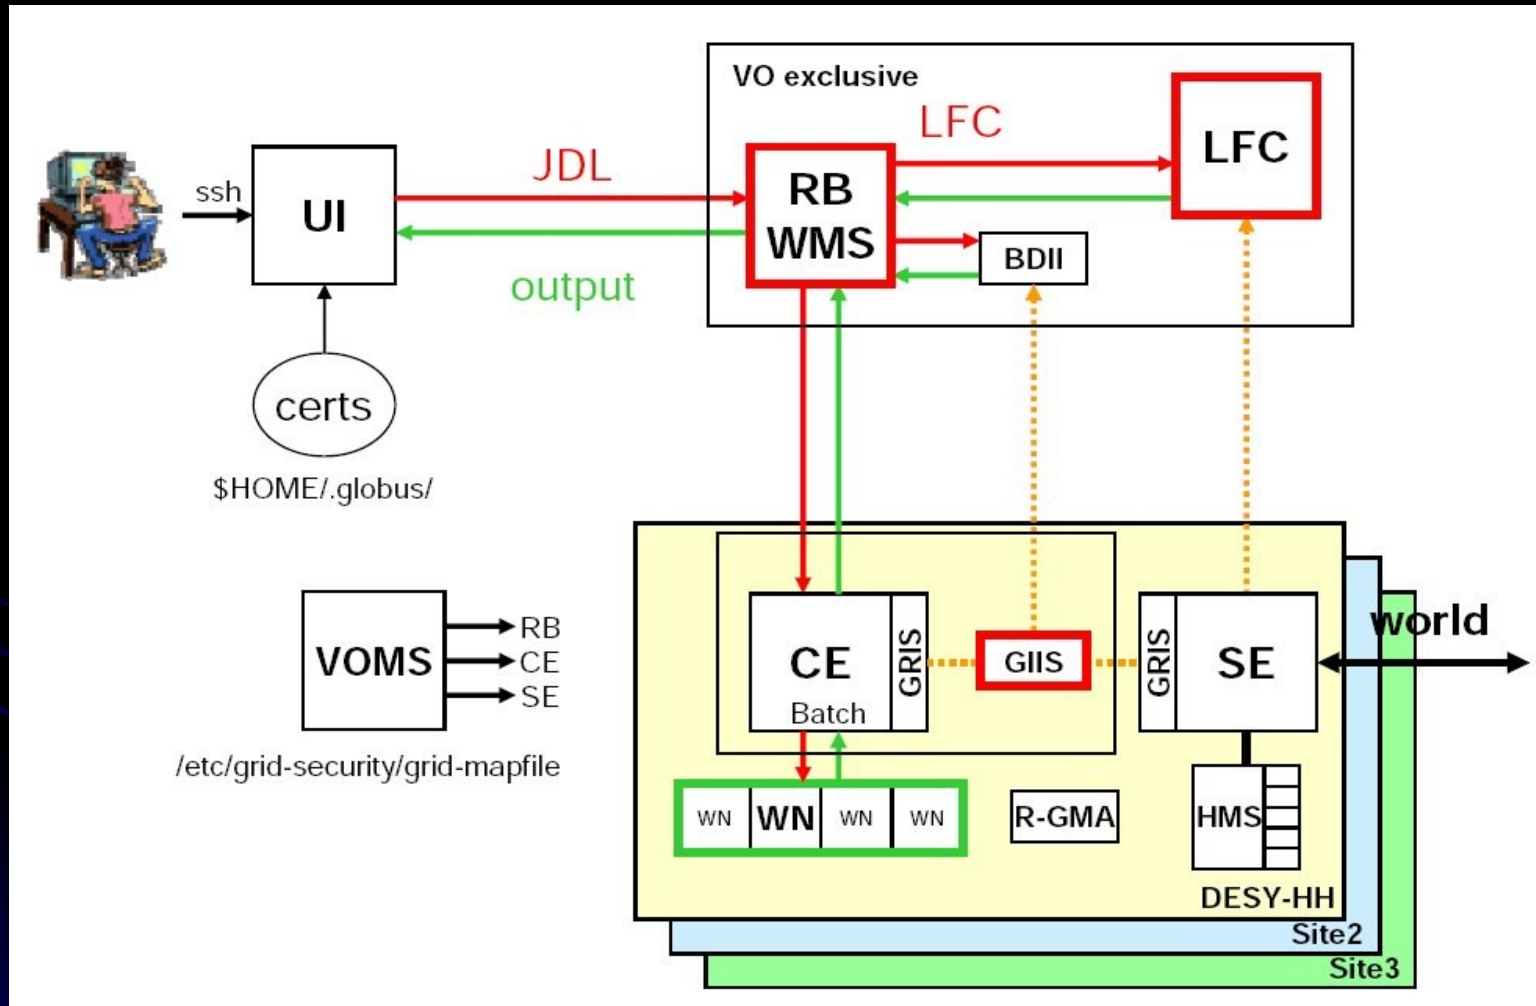 VO exclusive
LFC
LFC
JDL
RB
WMS
ssh
UI
BDII
output
certs
$HOME/.globus/
VOMS
RB
CE
SE
/etc/grid-security/grid-mapfile
world
CE
GRIS
GIIS
GRIS
SE
Batch
WN
WN
WN
WN
R-GMA
HMS
DESY-HH
Site2
Site3